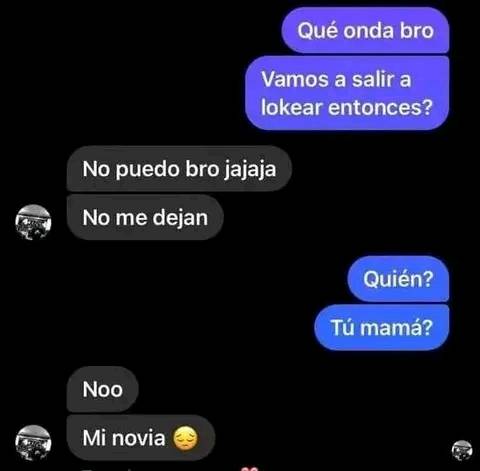 Qué onda bro
Vamos a salir a
lokear entonces?
No puedo bro jajaja
No me dejan
Quién?
Tú mamá?
Noo
Mi novia 😔